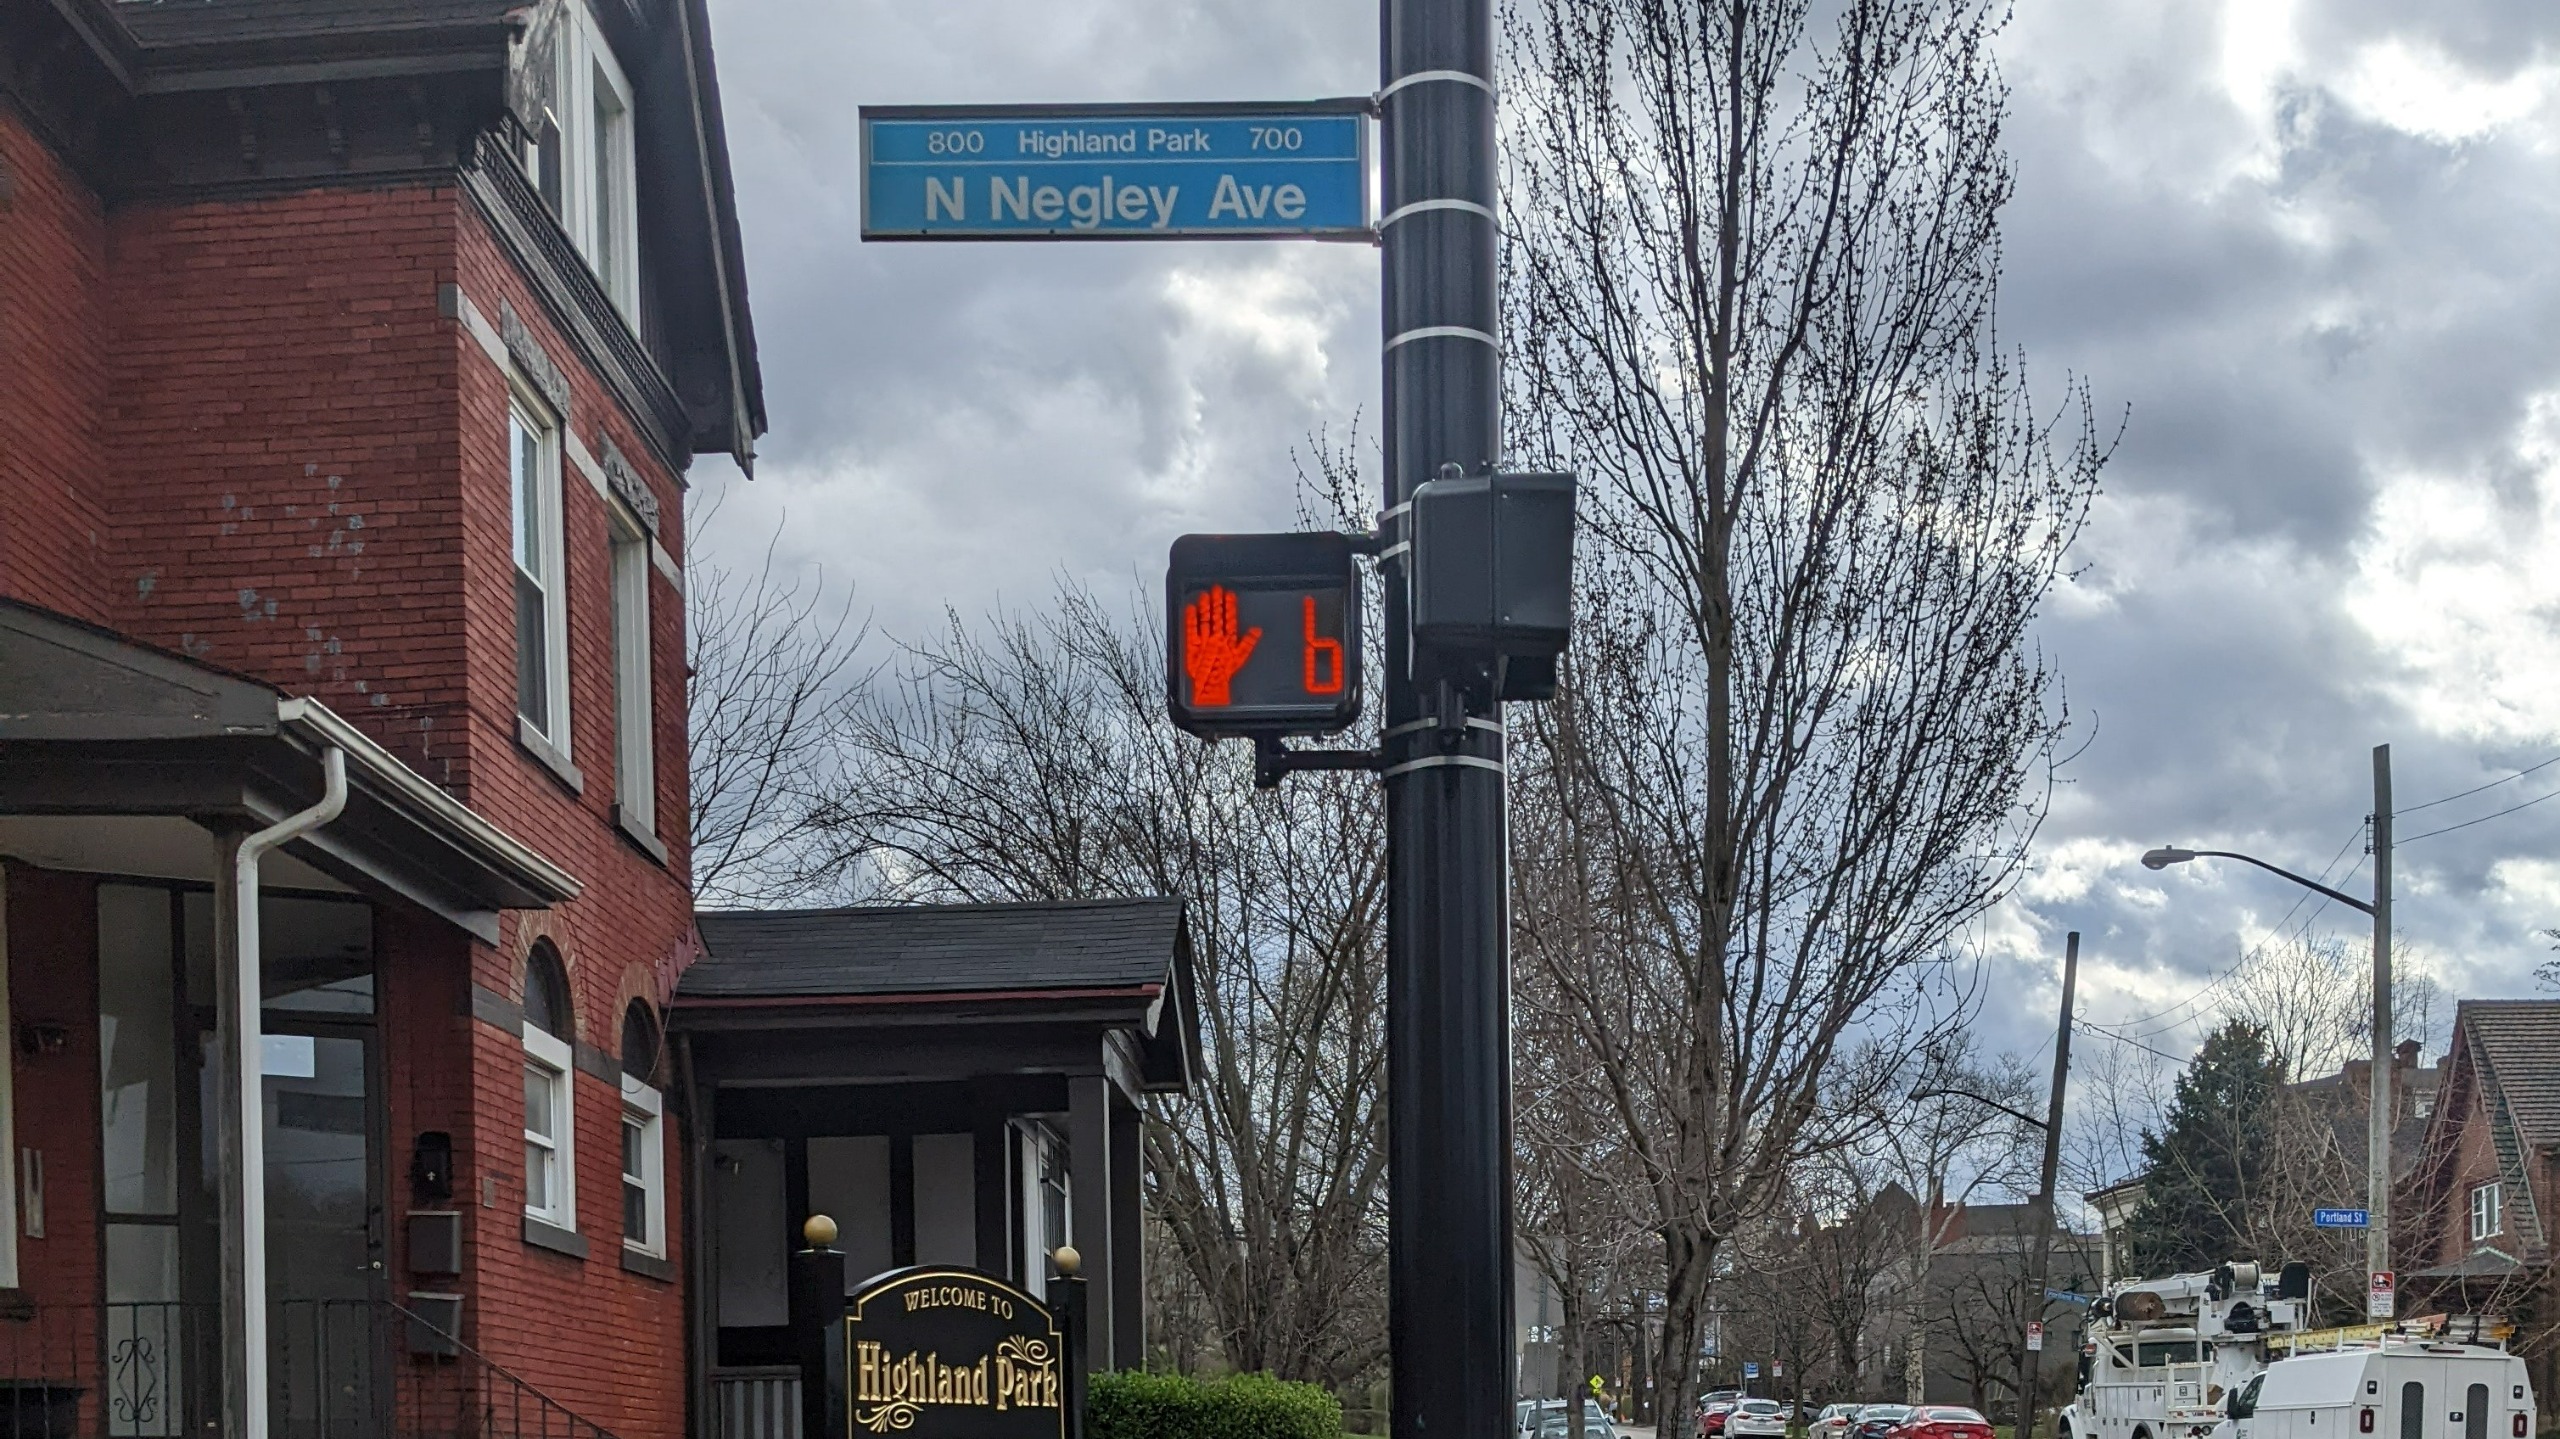 800 Highland Park 700
N Negley Ave
6
WELCOME TO
Highland Park
Portland St